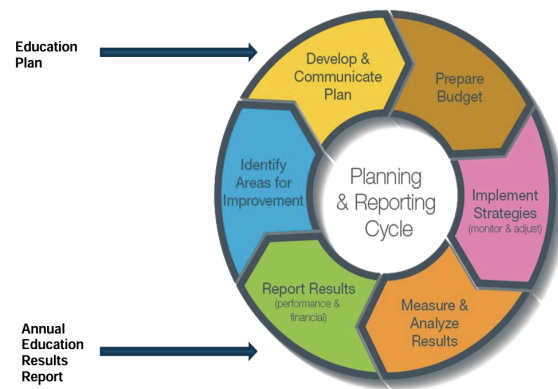 Education
Plan
Develop &
Communicate
Plan
Prepare
Budget
Implement
Strategies
(monitor & adjust)
Measure &
Analyze
Results
Report Results
(performance &
financial)
Identify
Areas for
Improvement
Planning
& Reporting
Cycle
Annual
Education
Results
Report